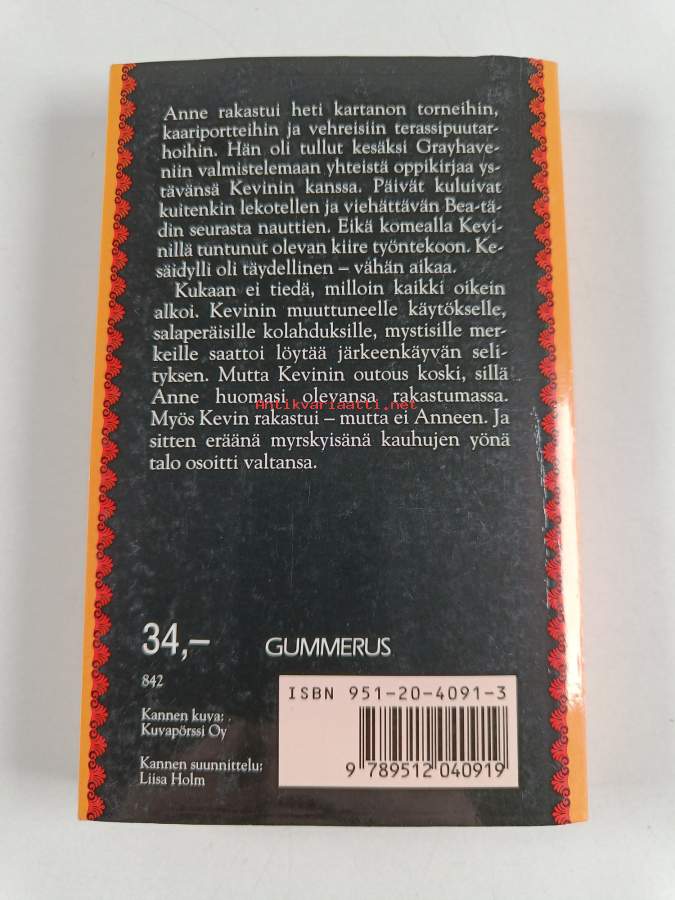 Anne rakastui heti kartanon torneihin,
kaariportteihin ja vehreisiin terassipuutar-
hoihin. Hän oli tullut kesäksi Grayhave-
niin valmistelemaan yhteistä oppikirjaa ys-
tävänsä Kevinin kanssa. Päivät kuluivat
kuitenkin lekotellen ja viehättävän Bea-tä-
din seurasta nauttien. Eikä komealla Kevi-
nillä tuntunut olevan kiire työntekoon. Ke-
säidylli oli täydellinen – vähän aikaa.
Kukaan ei tiedä, milloin kaikki oikein
alkoi. Kevinin muuttuneelle käytökselle,
salaperäisille kolahduksille, mystisille mer-
keille saattoi löytää järkeenkäyvän seli-
tyksen. Mutta Kevinin outous koski, sillä
Anne huomasi olevansa rakastumassa.
Antikvariaatti.net
Myös Kevin rakastui – mutta ei Anneen. Ja
sitten eräänä myrskyisänä kauhujen yönä
talo osoitti valtansa.
34,–
GUMMERUS
842
ISBN 951-20-4091-3
Kannen kuva:
Kuvapörssi Oy
Kannen suunnittelu:
Liisa Holm
9 789512 040919